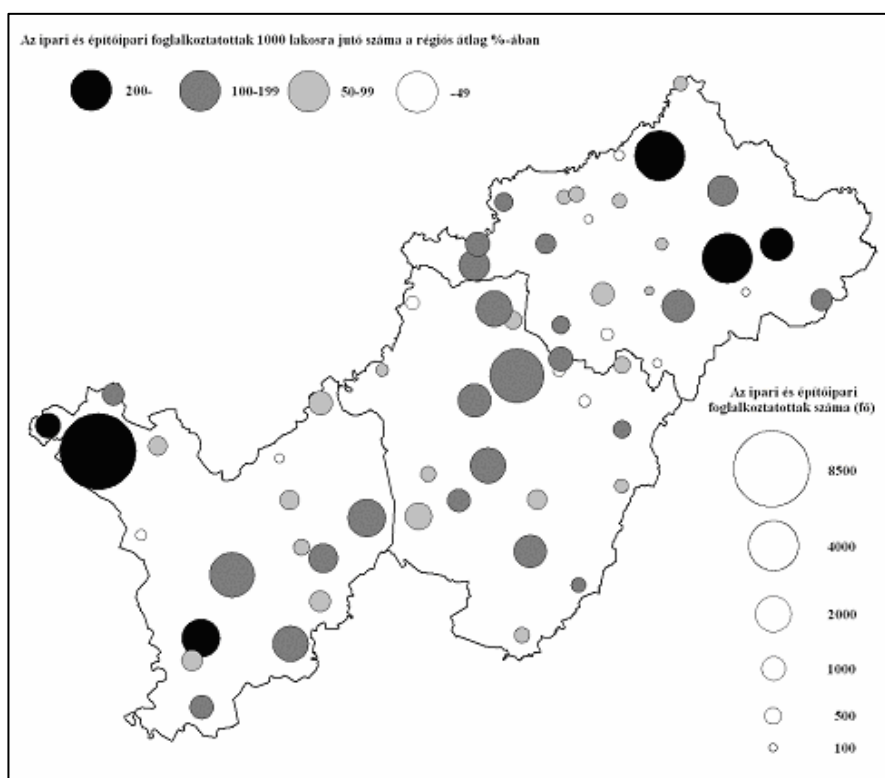 Az ipari és építőipari foglalkoztatottak 1000 lakosra jutó száma a régiós átlag %-ában
200- 100-199 50-99 -49
Az ipari és építőipari
foglalkoztatottak száma (fő)
8500
4000
2000
1000
500
100